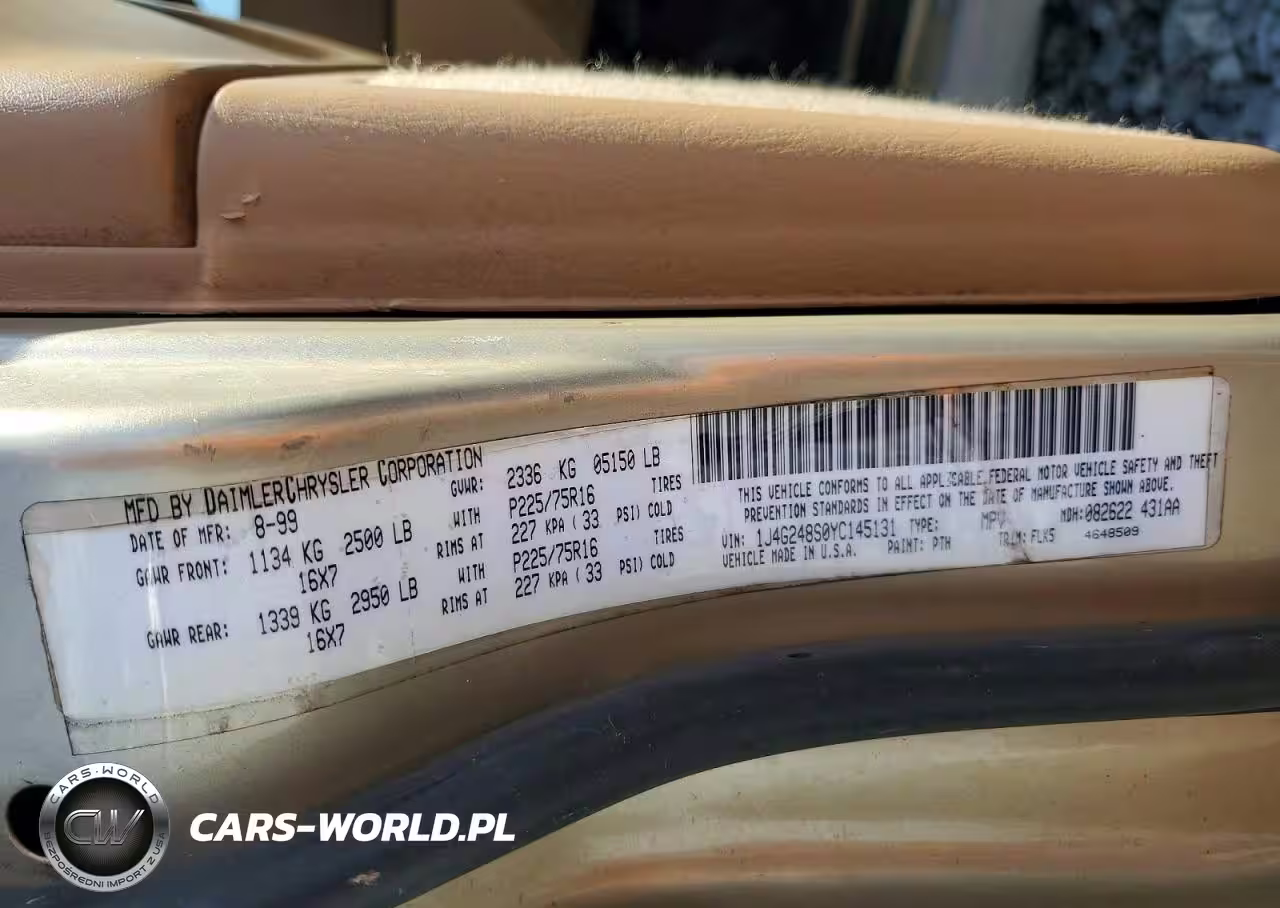 MFD BY DAIMLERCHRYSLER CORPORATION
DATE OF MFR: 8-99 GVWR: 2336 KG 05150 LB
GAWR FRONT: 1134 KG 2500 LB WITH P225/75R16 TIRES
16X7 RIMS AT 227 KPA ( 33 PSI) COLD
GAWR REAR: 1339 KG 2950 LB WITH P225/75R16 TIRES
16X7 RIMS AT 227 KPA ( 33 PSI) COLD
THIS VEHICLE CONFORMS TO ALL APPLICABLE FEDERAL MOTOR VEHICLE SAFETY AND THEFT
PREVENTION STANDARDS IN EFFECT ON THE DATE OF MANUFACTURE SHOWN ABOVE.
MDH:082622 431AA
VIN: 1J4G248S0YC145131 TYPE: MPV
VEHICLE MADE IN U.S.A. PAINT: PTH TRIM: FLK5 4648509
CARS-WORLD
CW
BEZPOŚREDNI IMPORT Z USA
CARS-WORLD.PL